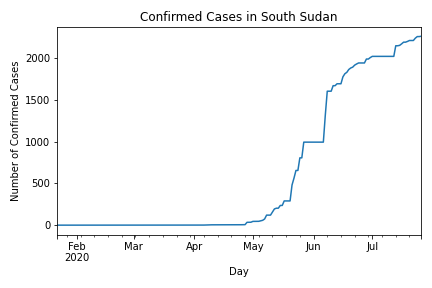 Confirmed Cases in South Sudan
Number of Confirmed Cases
2000
1500
1000
500
0
Feb Mar Apr May Jun Jul
2020
Day